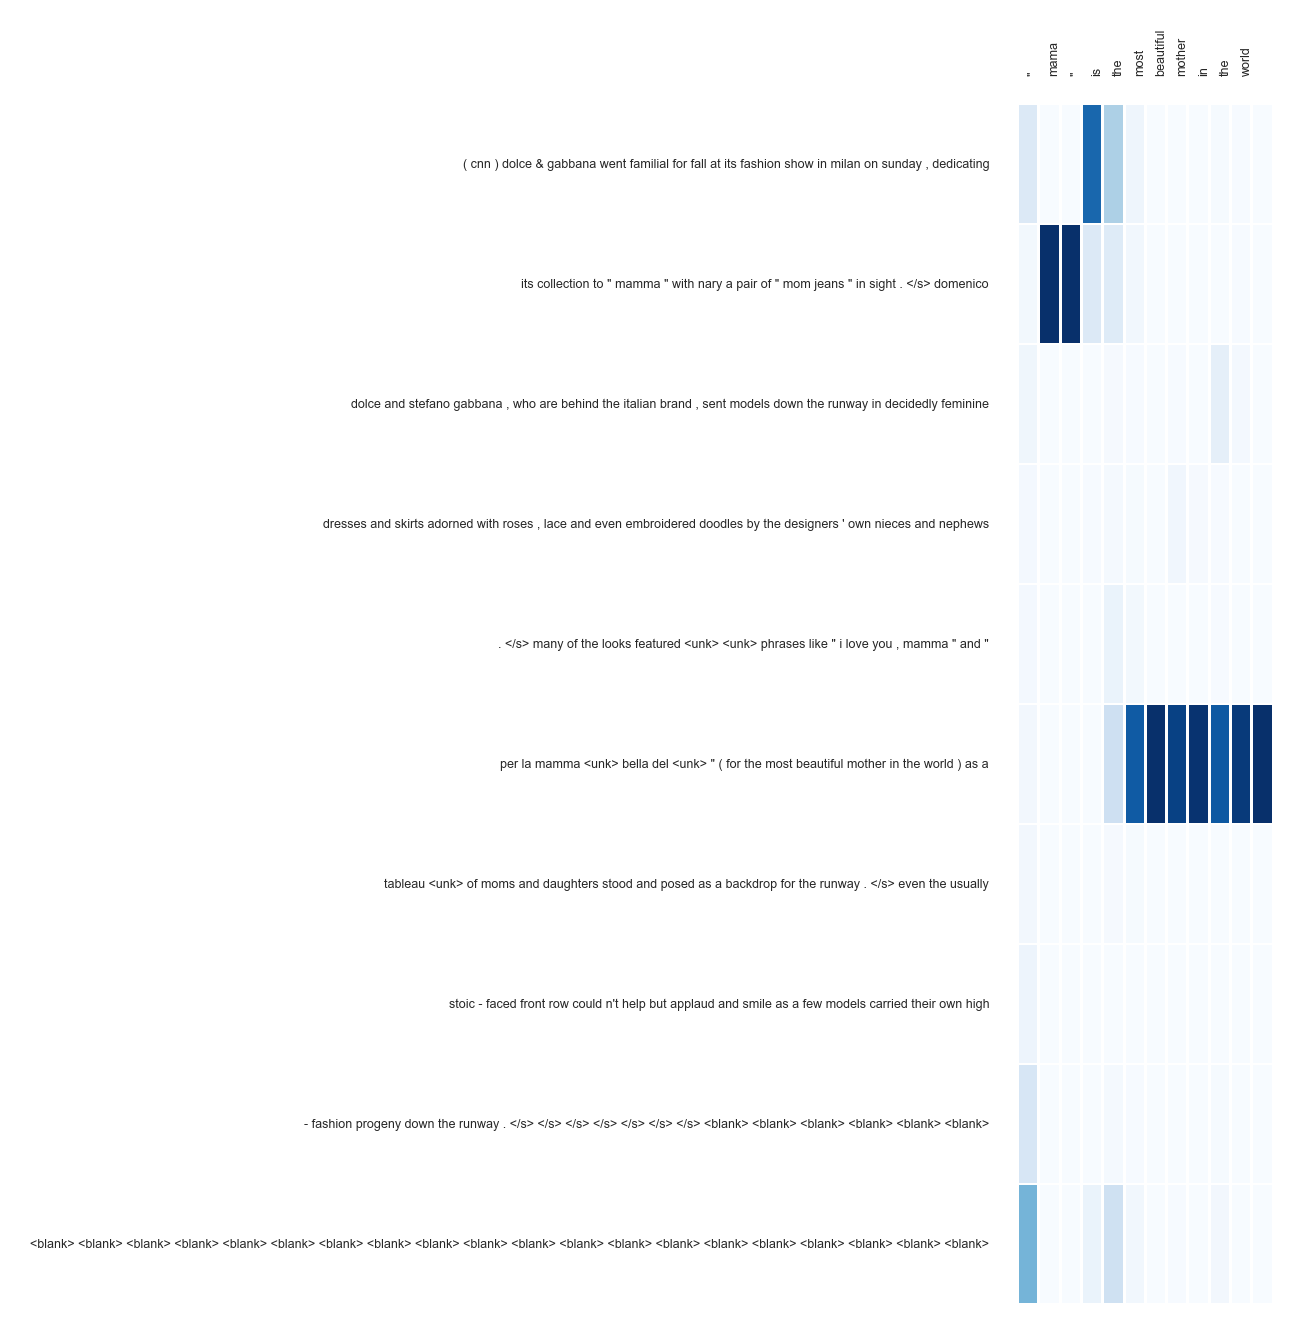 " mama " is the most beautiful mother in the world
( cnn ) dolce & gabbana went familial for fall at its fashion show in milan on sunday , dedicating
its collection to " mamma " with nary a pair of " mom jeans " in sight . </s> domenico
dolce and stefano gabbana , who are behind the italian brand , sent models down the runway in decidedly feminine
dresses and skirts adorned with roses , lace and even embroidered doodles by the designers ' own nieces and nephews
. </s> many of the looks featured <unk> <unk> phrases like " i love you , mamma " and "
per la mamma <unk> bella del <unk> " ( for the most beautiful mother in the world ) as a
tableau <unk> of moms and daughters stood and posed as a backdrop for the runway . </s> even the usually
stoic - faced front row could n't help but applaud and smile as a few models carried their own high
- fashion progeny down the runway . </s> </s> </s> </s> </s> </s> </s> <blank> <blank> <blank> <blank> <blank> <blank>
<blank> <blank> <blank> <blank> <blank> <blank> <blank> <blank> <blank> <blank> <blank> <blank> <blank> <blank> <blank> <blank> <blank> <blank> <blank> <blank>